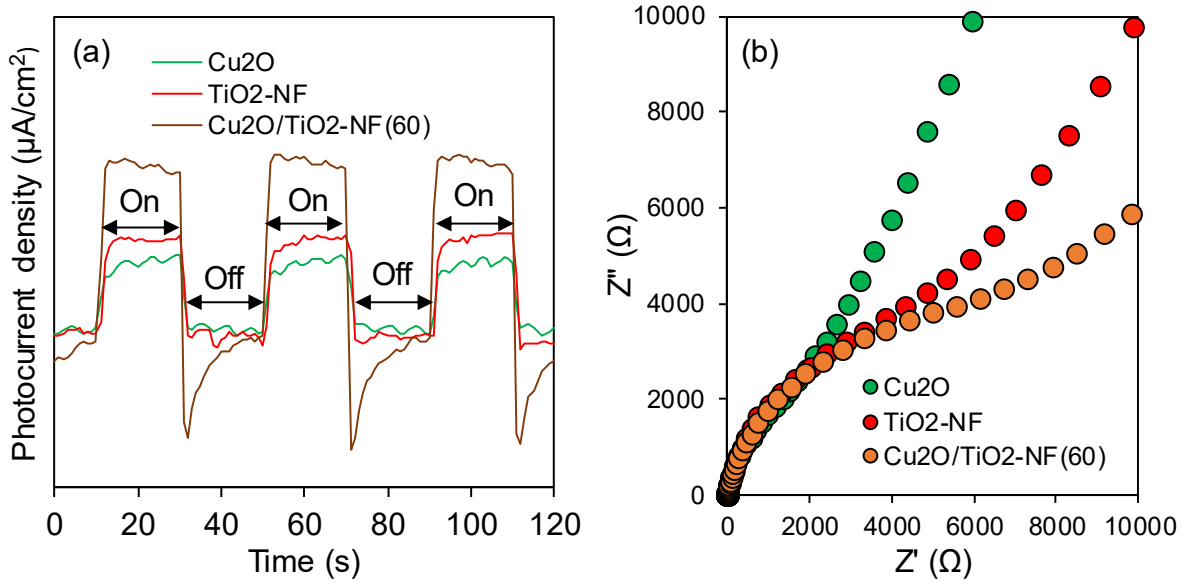 (a)
Cu2O
TiO2-NF
Cu2O/TiO2-NF(60)
On
On
On
Off
Off
Photocurrent density (µA/cm²)
0
20
40
60
80
100
120
Time (s)
(b)
10000
8000
6000
4000
2000
0
Z'' (Ω)
Cu2O
TiO2-NF
Cu2O/TiO2-NF(60)
0
2000
4000
6000
8000
10000
Z' (Ω)